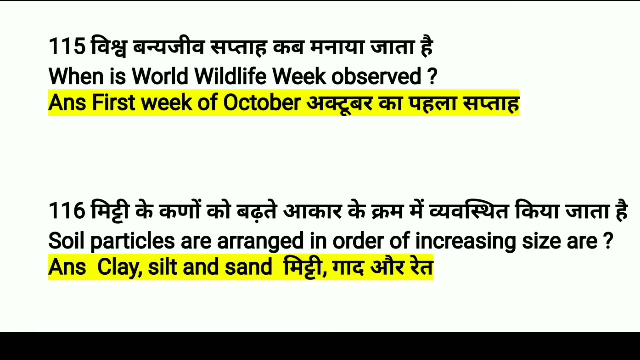 115 विश्व बन्यजीव सप्ताह कब मनाया जाता है
When is World Wildlife Week observed ?
Ans First week of October अक्टूबर का पहला सप्ताह
116 मिट्टी के कणों को बढ़ते आकार के क्रम में व्यवस्थित किया जाता है
Soil particles are arranged in order of increasing size are ?
Ans Clay, silt and sand मिट्टी, गाद और रेत